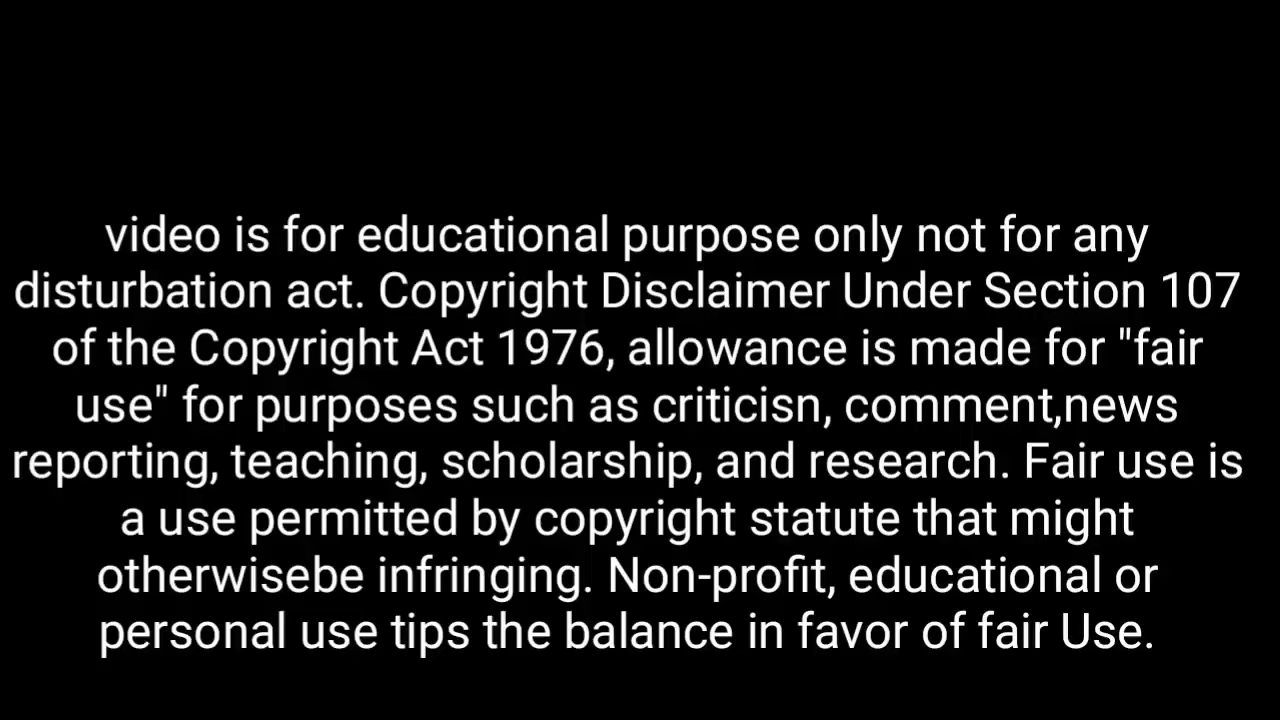 video is for educational purpose only not for any
disturbation act. Copyright Disclaimer Under Section 107
of the Copyright Act 1976, allowance is made for "fair
use" for purposes such as criticisn, comment,news
reporting, teaching, scholarship, and research. Fair use is
a use permitted by copyright statute that might
otherwisebe infringing. Non-profit, educational or
personal use tips the balance in favor of fair Use.